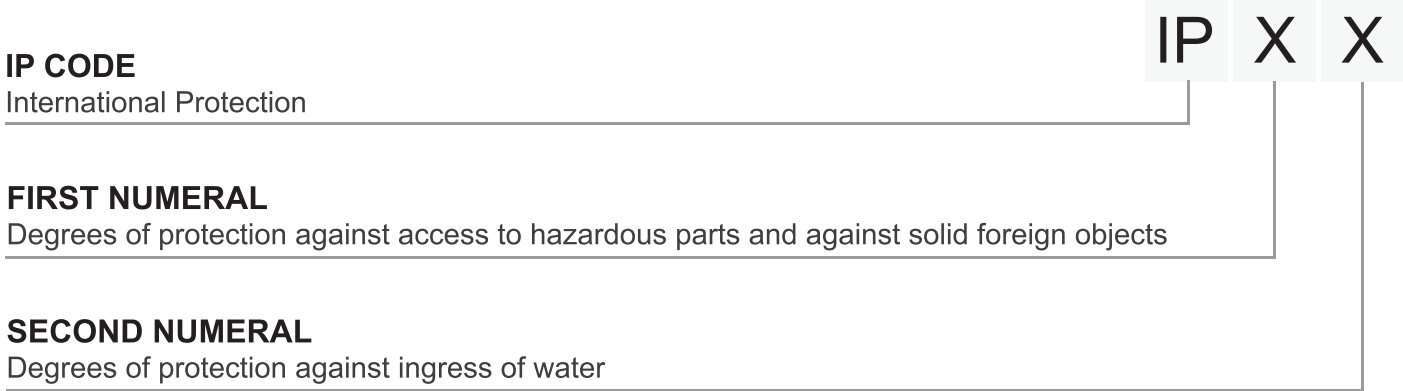 IP X X
IP CODE
International Protection
FIRST NUMERAL
Degrees of protection against access to hazardous parts and against solid foreign objects
SECOND NUMERAL
Degrees of protection against ingress of water